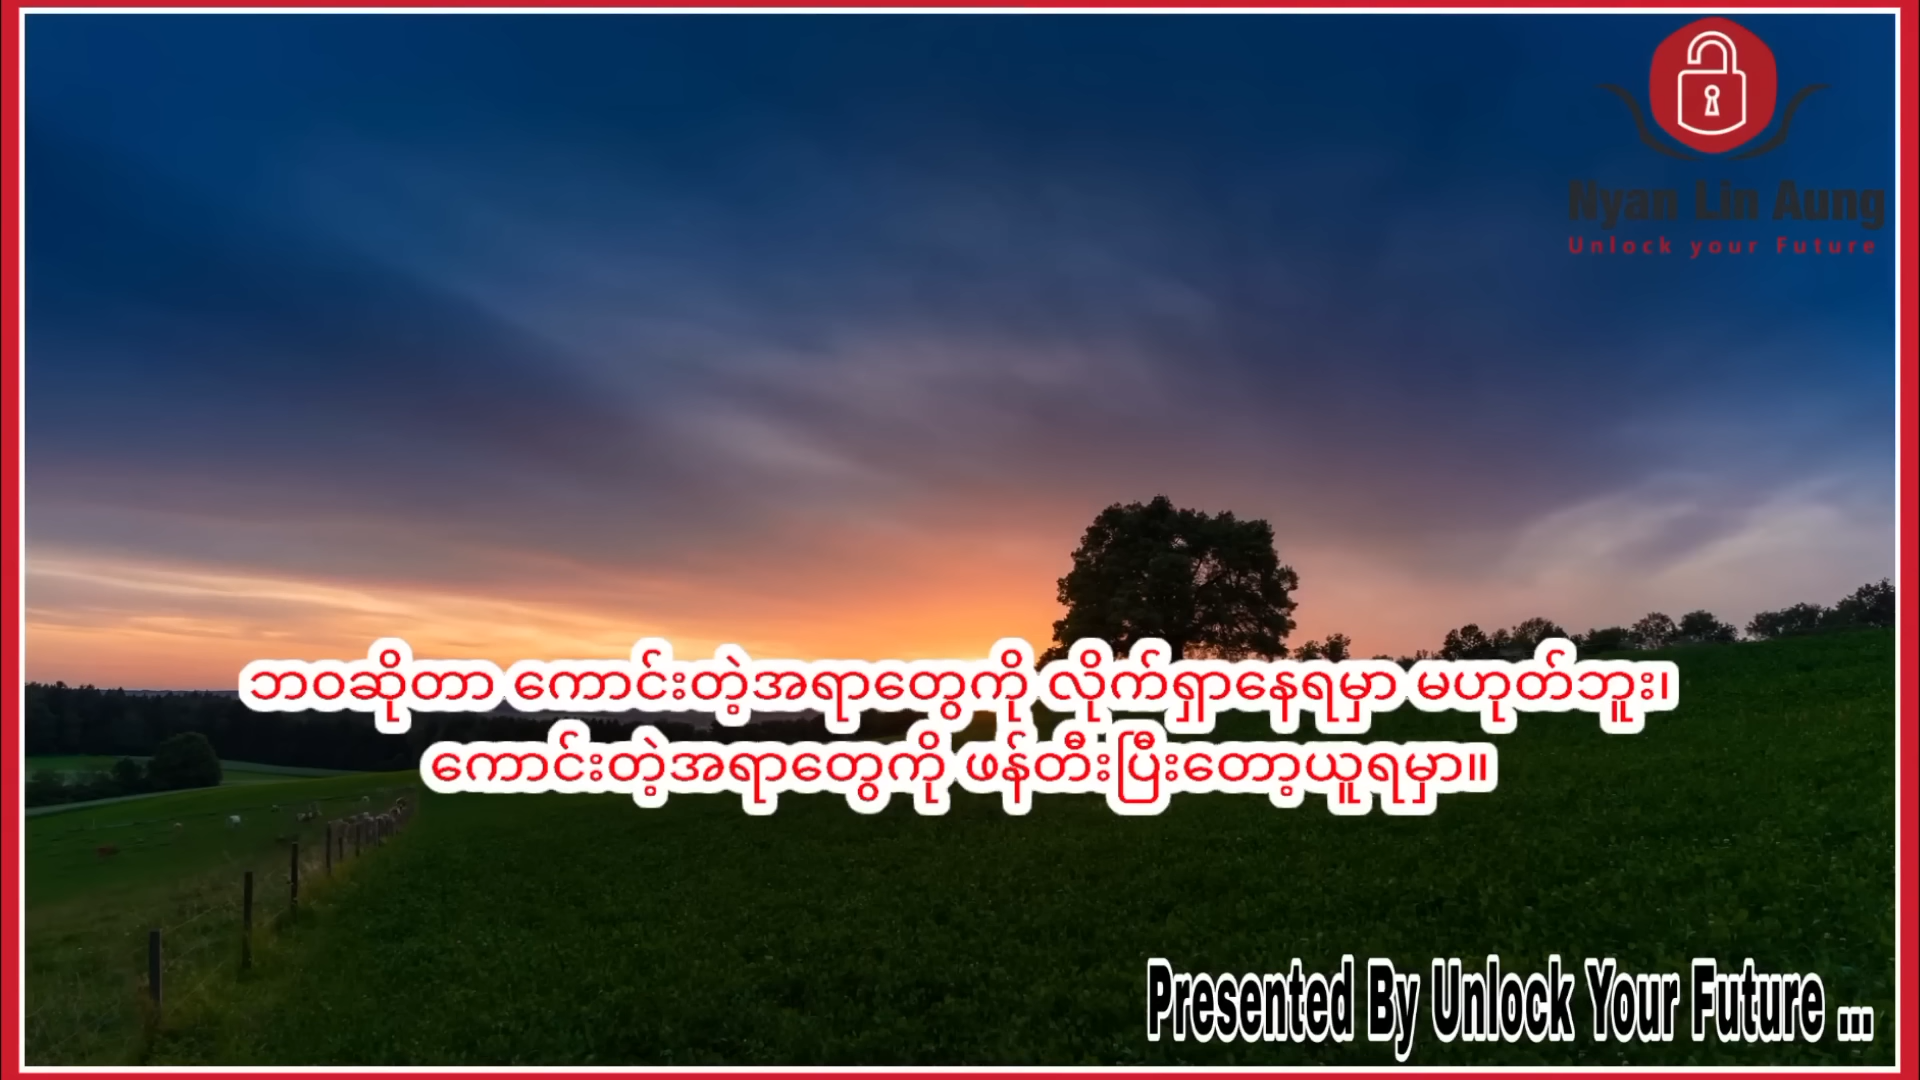 Nyan Lin Aung
Unlock your Future
ဘဝဆိုတာ ကောင်းတဲ့အရာတွေကို လိုက်ရှာနေရမှာ မဟုတ်ဘူး၊
ကောင်းတဲ့အရာတွေကို ဖန်တီးပြီးတော့ယူရမှာ။
Presented By Unlock Your Future ...